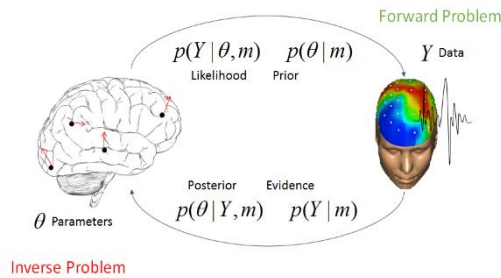 Forward Problem
p(Y | θ, m) p(θ | m)
Likelihood Prior
Y Data
Posterior Evidence
p(θ | Y, m) p(Y | m)
θ Parameters
Inverse Problem